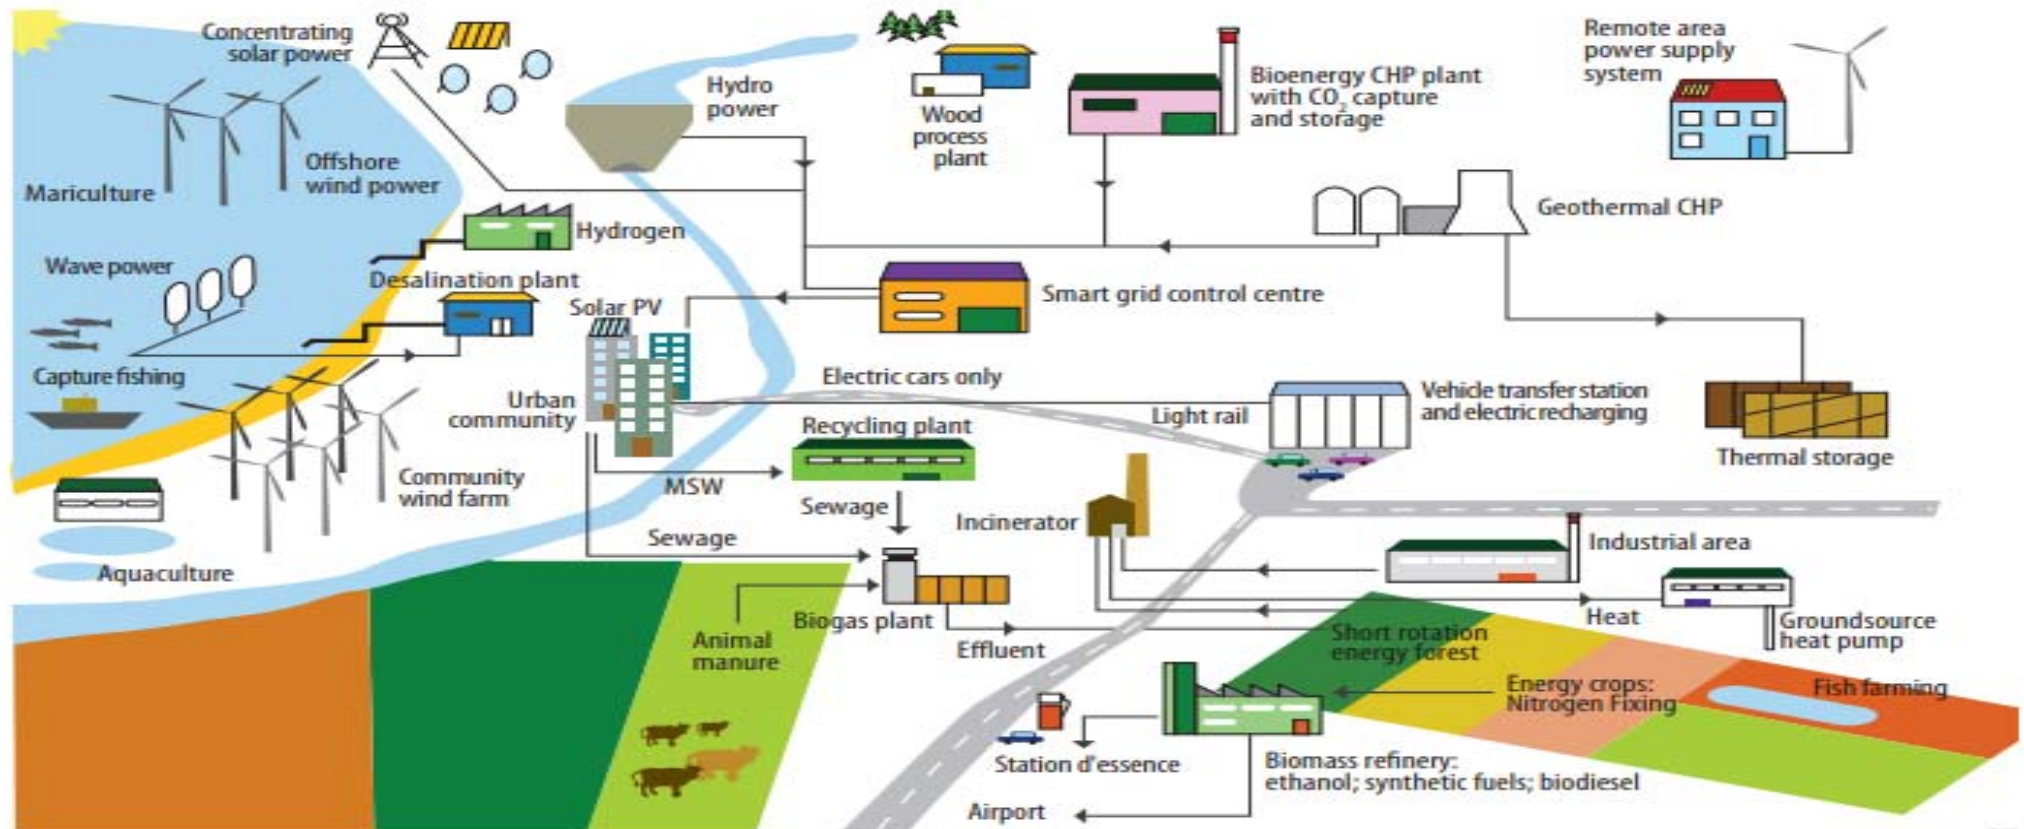 Concentrating
solar power
Hydro
power
Wood
process
plant
Bioenergy CHP plant
with CO2 capture
and storage
Remote area
power supply
system
Offshore
wind power
Mariculture
Geothermal CHP
Hydrogen
Wave power
Desalination plant
Solar PV
Smart grid control centre
Capture fishing
Urban
community
Electric cars only
Light rail
Vehicle transfer station
and electric recharging
Recycling plant
Thermal storage
Community
wind farm
MSW
Sewage
Incinerator
Sewage
Industrial area
Aquaculture
Animal
manure
Biogas plant
Effluent
Heat
Groundsource
heat pump
Short rotation
energy forest
Energy crops:
Nitrogen Fixing
Fish farming
Station d'essence
Biomass refinery:
ethanol; synthetic fuels; biodiesel
Airport